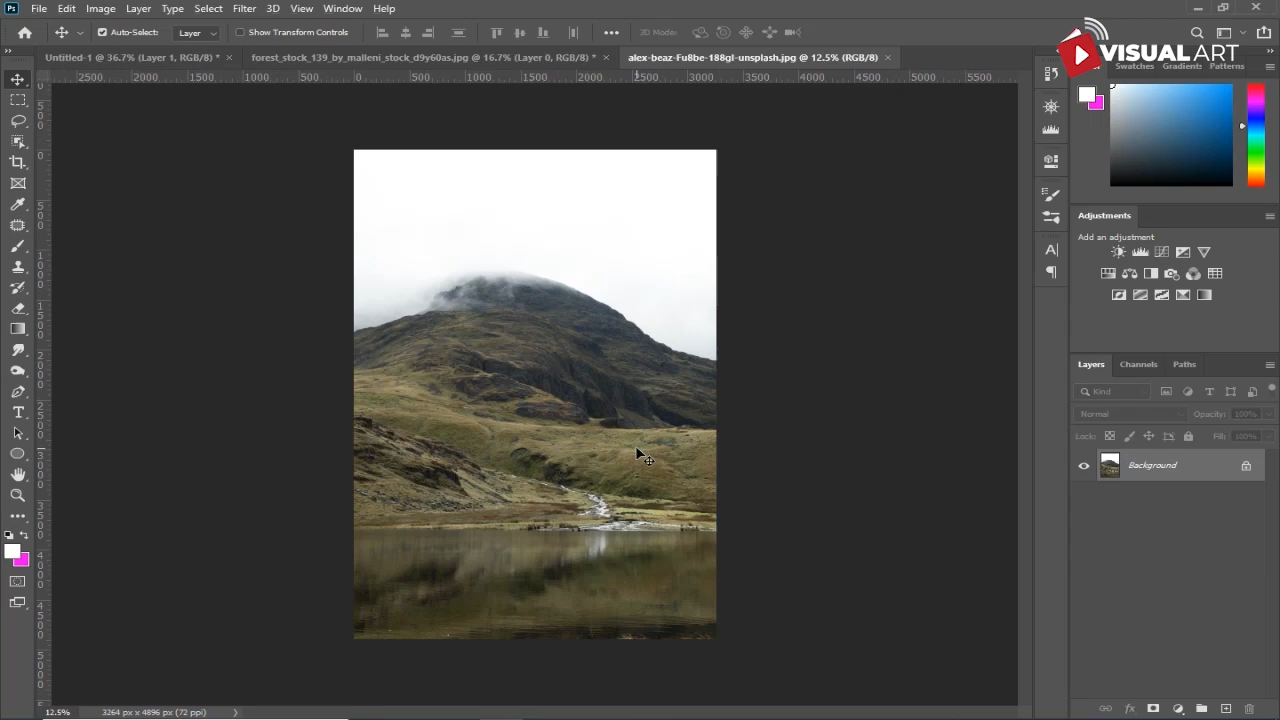 Ps File Edit Image Layer Type Select Filter 3D View Window Help
Auto-Select: Layer Show Transform Controls 3D Mode:
VISUAL ART
Untitled-1 @ 36.7% (Layer 1, RGB/8) * forest_stock_139_by_malleni_stock_d9y60as.jpg @ 16.7% (Layer 0, RGB/8) * alex-beaz-Fu8be-188gI-unsplash.jpg @ 12.5% (RGB/8)
Swatches Gradients Patterns
2500 2000 1500 1000 500 0 500 1000 1500 2000 2500 3000 3500 4000 4500 5000 5500
Adjustments
Add an adjustment
Layers Channels Paths
Kind
Normal Opacity: 100%
Lock: Fill: 100%
Background
12.5% 3264 px x 4896 px (72 ppi)